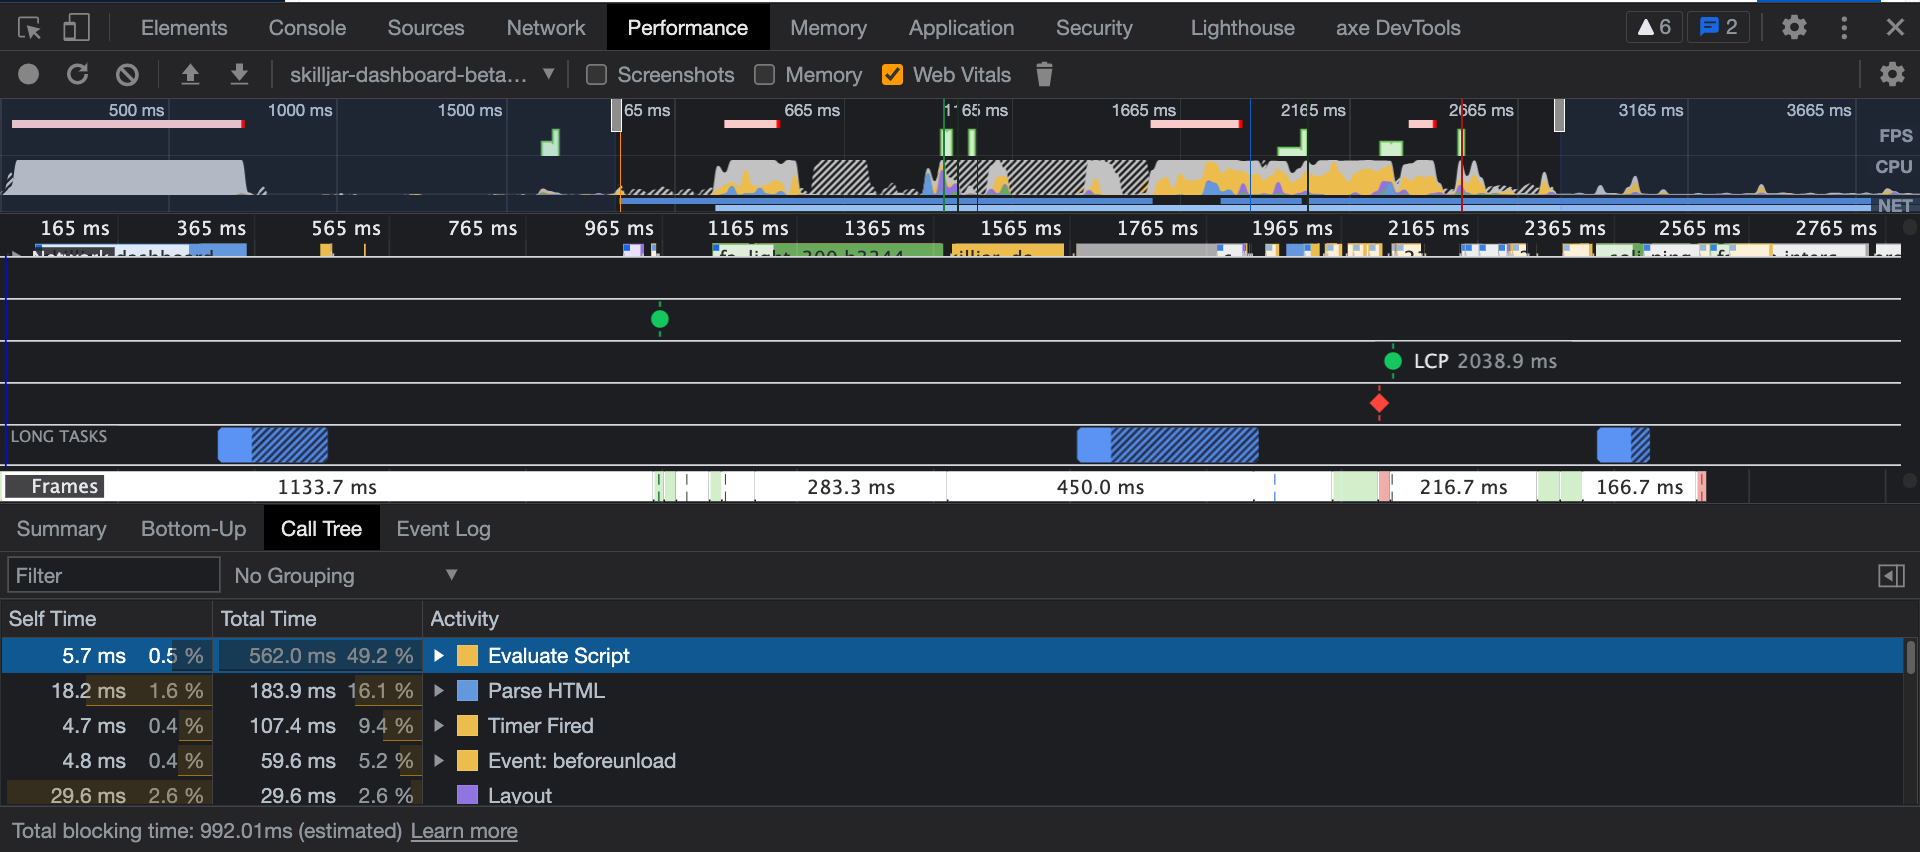 Elements Console Sources Network Performance Memory Application Security Lighthouse axe DevTools 6 2
skilljar-dashboard-beta... Screenshots Memory Web Vitals
500 ms 1000 ms 1500 ms 65 ms 665 ms 1165 ms 1665 ms 2165 ms 2665 ms 3165 ms 3665 ms
FPS
CPU
NET
165 ms 365 ms 565 ms 765 ms 965 ms 1165 ms 1365 ms 1565 ms 1765 ms 1965 ms 2165 ms 2365 ms 2565 ms 2765 ms
LCP 2038.9 ms
LONG TASKS
Frames 1133.7 ms 283.3 ms 450.0 ms 216.7 ms 166.7 ms
Summary Bottom-Up Call Tree Event Log
Filter No Grouping
Self Time Total Time Activity
5.7 ms 0.5 % 562.0 ms 49.2 % Evaluate Script
18.2 ms 1.6 % 183.9 ms 16.1 % Parse HTML
4.7 ms 0.4 % 107.4 ms 9.4 % Timer Fired
4.8 ms 0.4 % 59.6 ms 5.2 % Event: beforeunload
29.6 ms 2.6 % 29.6 ms 2.6 % Layout
Total blocking time: 992.01ms (estimated) Learn more